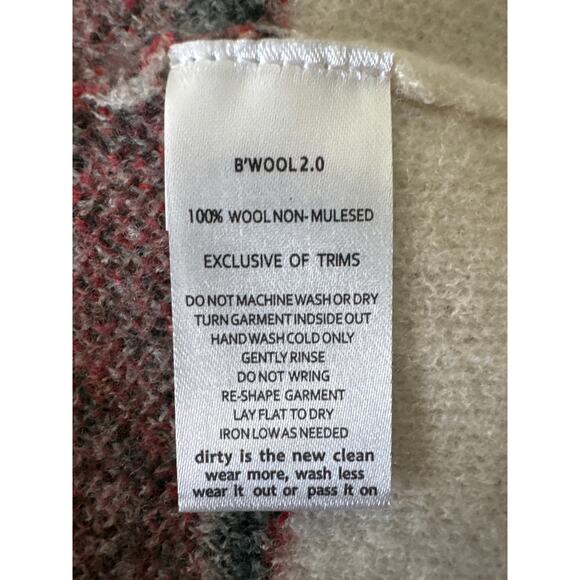 B'WOOL 2.0
100% WOOL NON-MULESED
EXCLUSIVE OF TRIMS
DO NOT MACHINE WASH OR DRY
TURN GARMENT INDSIDE OUT
HAND WASH COLD ONLY
GENTLY RINSE
DO NOT WRING
RE-SHAPE GARMENT
LAY FLAT TO DRY
IRON LOW AS NEEDED
dirty is the new clean
wear more, wash less
wear it out or pass it on